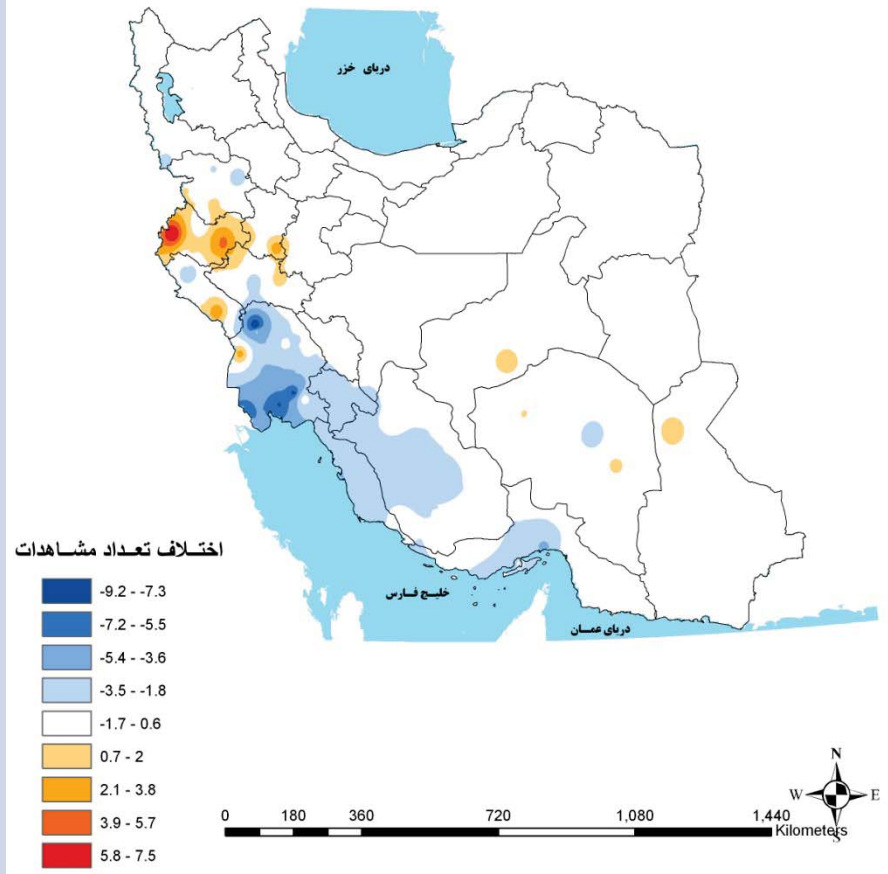 دریای خزر
اختلاف تعداد مشاهدات
-9.2 - -7.3
-7.2 - -5.5
-5.4 - -3.6
-3.5 - -1.8
-1.7 - 0.6
0.7 - 2
2.1 - 3.8
3.9 - 5.7
5.8 - 7.5
خلیج فارس
دریای عمان
N
W E
S
0 180 360 720 1,080 1,440
Kilometers